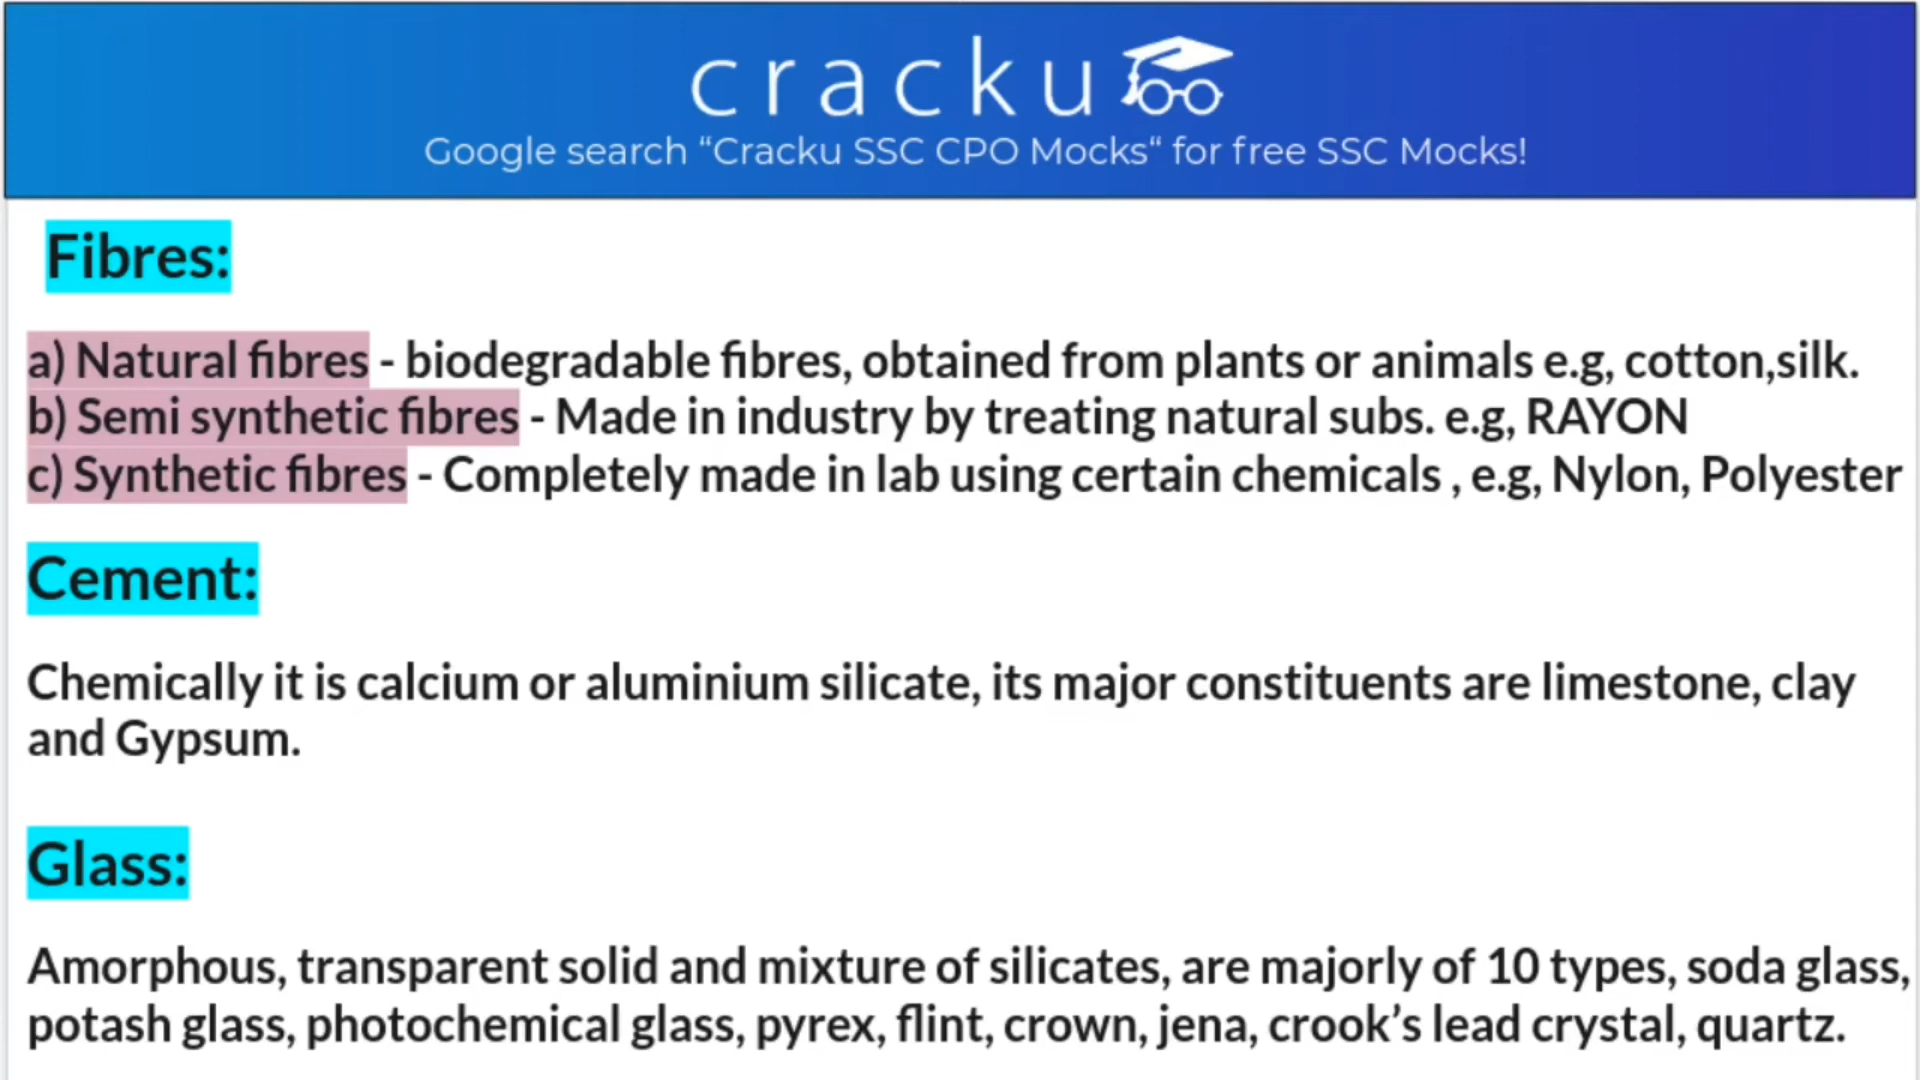 cracku
Google search “Cracku SSC CPO Mocks“ for free SSC Mocks!
Fibres:
a) Natural fibres - biodegradable fibres, obtained from plants or animals e.g, cotton,silk.
b) Semi synthetic fibres - Made in industry by treating natural subs. e.g, RAYON
c) Synthetic fibres - Completely made in lab using certain chemicals , e.g, Nylon, Polyester
Cement:
Chemically it is calcium or aluminium silicate, its major constituents are limestone, clay
and Gypsum.
Glass:
Amorphous, transparent solid and mixture of silicates, are majorly of 10 types, soda glass,
potash glass, photochemical glass, pyrex, flint, crown, jena, crook’s lead crystal, quartz.